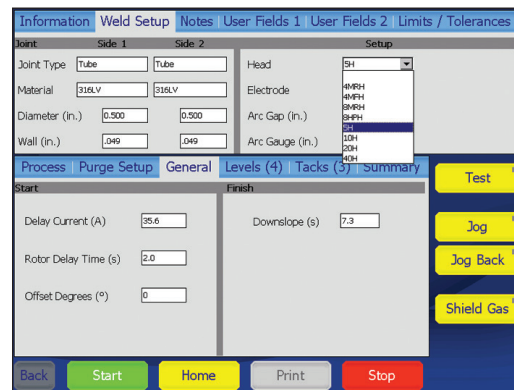 Information Weld Setup Notes User Fields 1 User Fields 2 Limits / Tolerances
Joint Side 1 Side 2 Setup
Joint Type Tube Tube Head 5H
Material 316LV 316LV Electrode
Diameter (in.) 0.500 0.500 Arc Gap (in.)
Wall (in.) .049 .049 Arc Gauge (in.)
4MRH
4MFH
8MRH
8HPH
5H
10H
20H
40H
Process Purge Setup General Levels (4) Tacks (3) Summary
Start Finish
Delay Current (A) 35.6 Downslope (s) 7.3
Rotor Delay Time (s) 2.0
Offset Degrees (º) 0
Test
Jog
Jog Back
Shield Gas
Back Start Home Print Stop